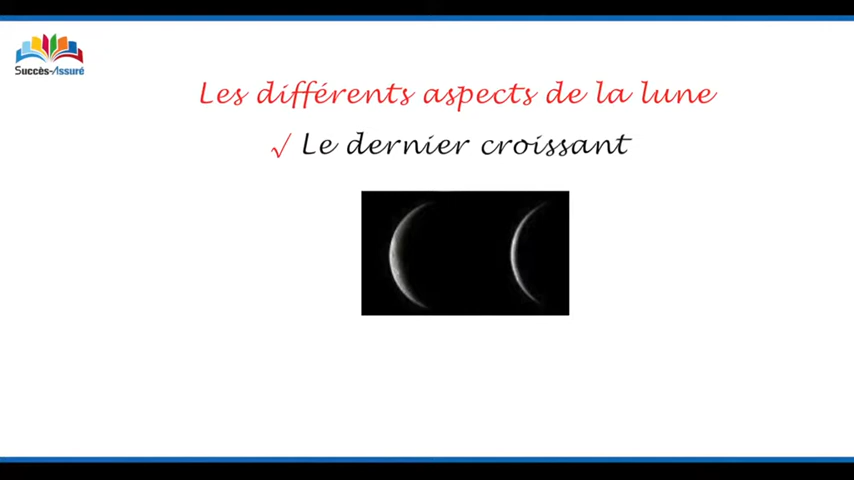 Succès-Assuré
Les différents aspects de la lune
√ Le dernier croissant